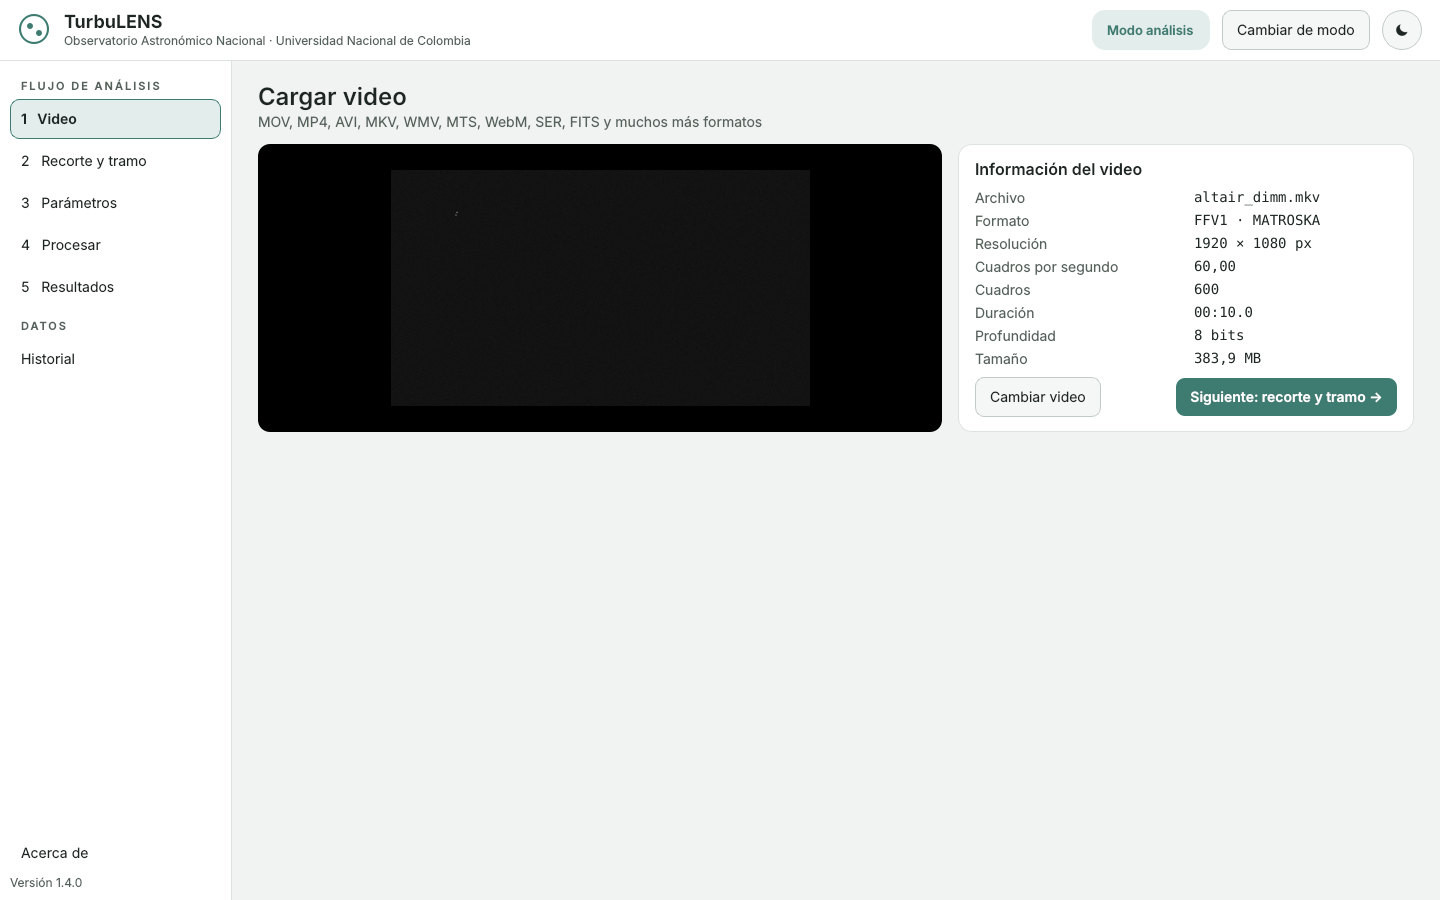 TurbuLENS
Observatorio Astronómico Nacional · Universidad Nacional de Colombia
Modo análisis
Cambiar de modo
FLUJO DE ANÁLISIS
1 Video
2 Recorte y tramo
3 Parámetros
4 Procesar
5 Resultados
DATOS
Historial
Acerca de
Versión 1.4.0
Cargar video
MOV, MP4, AVI, MKV, WMV, MTS, WebM, SER, FITS y muchos más formatos
Información del video
Archivo altair_dimm.mkv
Formato FFV1 · MATROSKA
Resolución 1920 × 1080 px
Cuadros por segundo 60,00
Cuadros 600
Duración 00:10.0
Profundidad 8 bits
Tamaño 383,9 MB
Cambiar video
Siguiente: recorte y tramo →